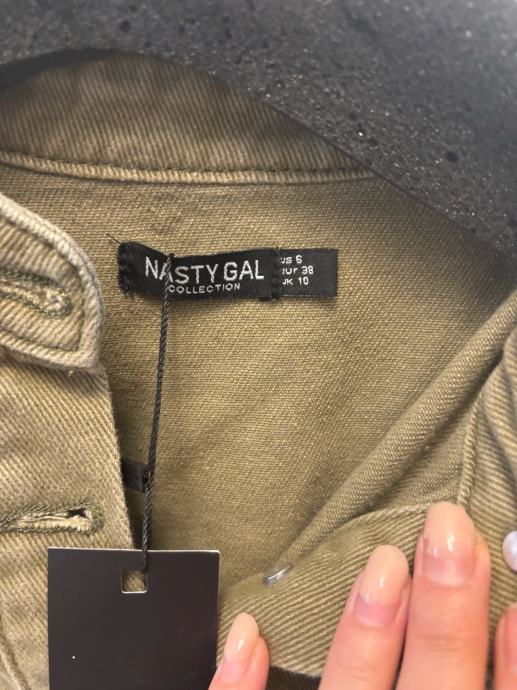 NASTY GAL
COLLECTION
US 6
EUR 38
UK 10